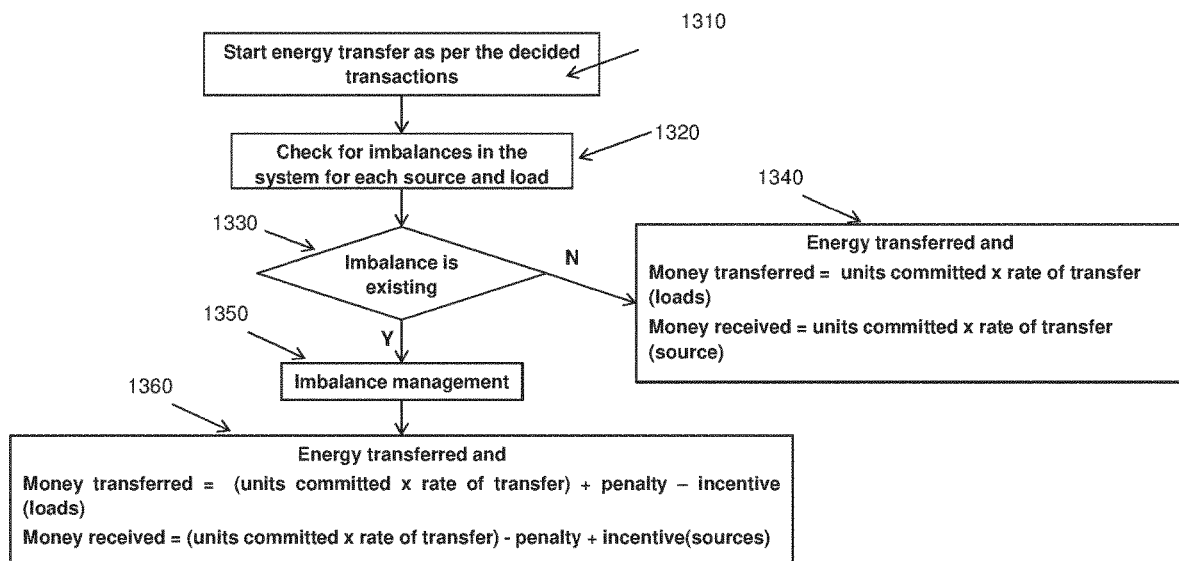 1310
Start energy transfer as per the decided
transactions
1320
Check for imbalances in the
system for each source and load
1340
1330
Energy transferred and
Imbalance is
existing
N
Money transferred = units committed x rate of transfer
(loads)
Money received = units committed x rate of transfer
(source)
1350
Y
Imbalance management
1360
Energy transferred and
Money transferred = (units committed x rate of transfer) + penalty – incentive
(loads)
Money received = (units committed x rate of transfer) - penalty + incentive(sources)